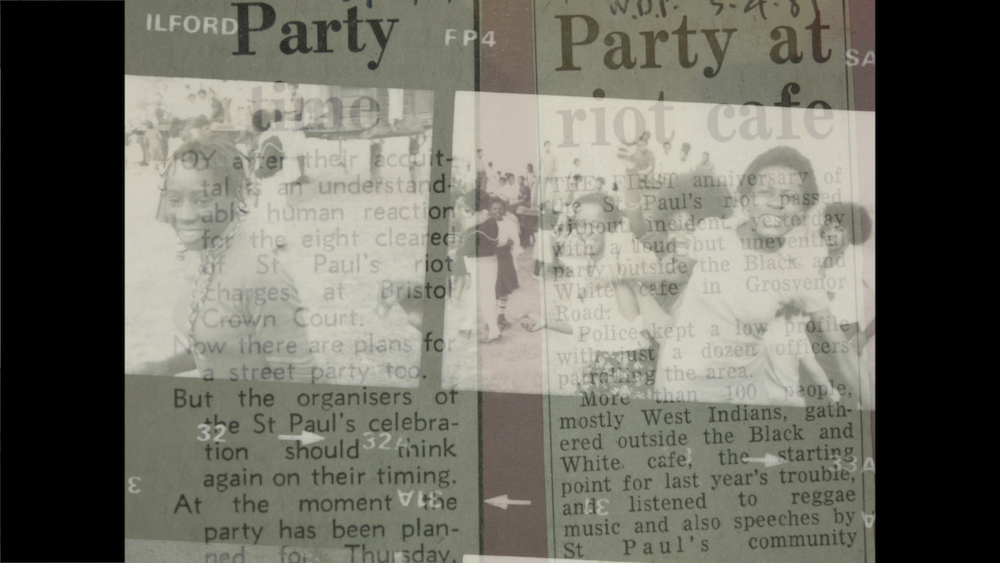 ILFORD
FP4
SA
Party
time
JOY after their acquit-
tal is an understand-
able human reaction
for the eight cleared
of St Paul's riot
charges at Bristol
Crown Court.
Now there are plans for
a street party too.
But the organisers of
the St Paul's celebra-
tion should think
again on their timing.
At the moment the
party has been plan-
ned for Thursday,
W.D.P. 3-4-81
Party at
riot cafe
THE FIRST anniversary of
the St Paul's riot passed
without incident yesterday
with a loud but uneventful
party outside the Black and
White cafe in Grosvenor
Road.
Police kept a low profile
with just a dozen officers
patrolling the area.
More than 100 people,
mostly West Indians, gath-
ered outside the Black and
White cafe, the starting
point for last year's trouble,
and listened to reggae
music and also speeches by
St Paul's community
32
32A
33A
31A